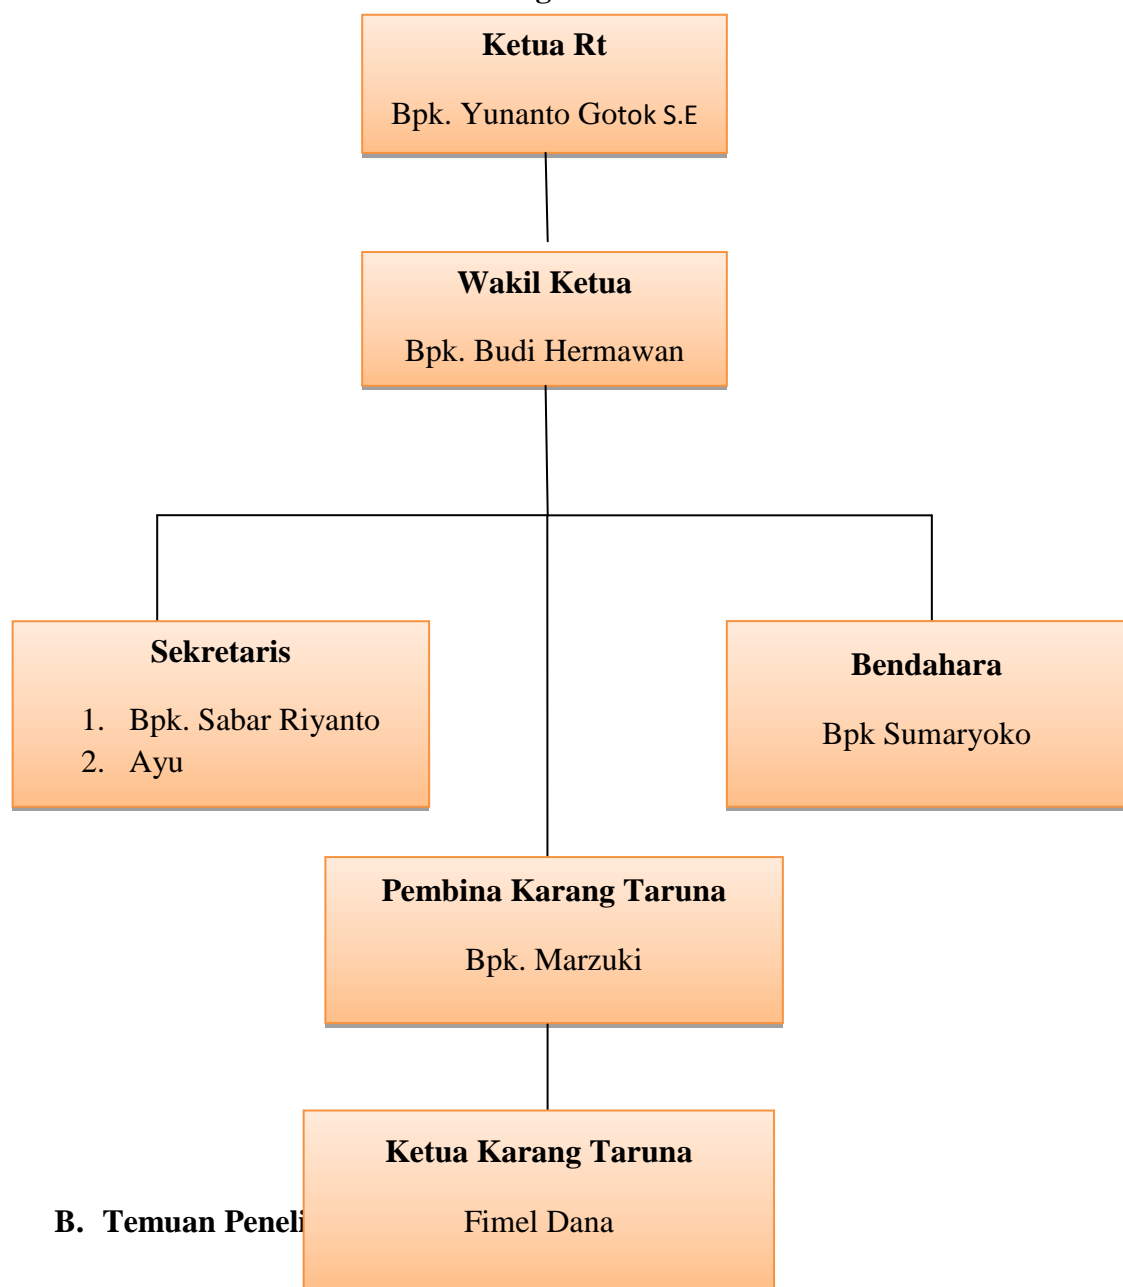 Ketua Rt
Bpk. Yunanto Gotok S.E
Wakil Ketua
Bpk. Budi Hermawan
Sekretaris
1. Bpk. Sabar Riyanto
2. Ayu
Bendahara
Bpk Sumaryoko
Pembina Karang Taruna
Bpk. Marzuki
Ketua Karang Taruna
Fimel Dana
B. Temuan Peneli